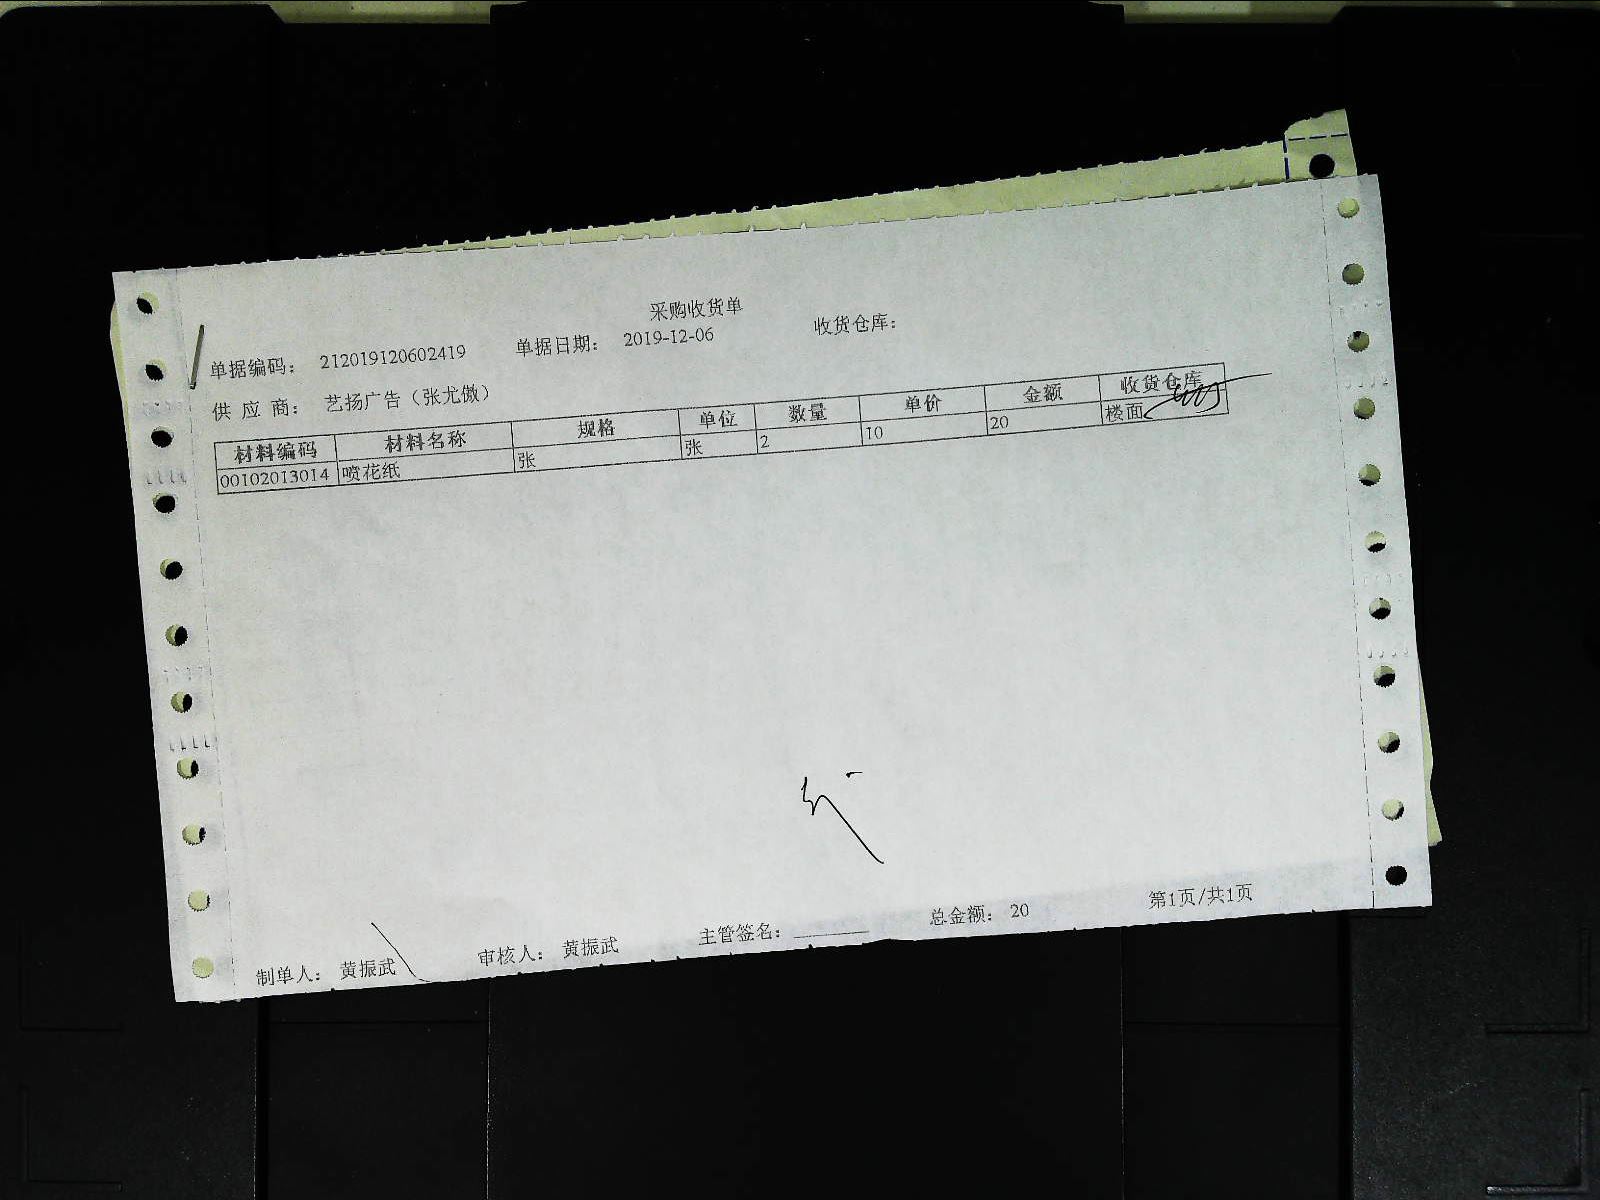 采购收货单
单据编码： 212019120602419 单据日期： 2019-12-06 收货仓库：
供 应 商： 艺扬广告（张尤傲）
材料编码 材料名称 规格 单位 数量 单价 金额 收货仓库
00102013014 喷花纸 张 张 2 10 20 楼面
制单人： 黄振武 审核人： 黄振武 主管签名： 总金额： 20 第1页/共1页